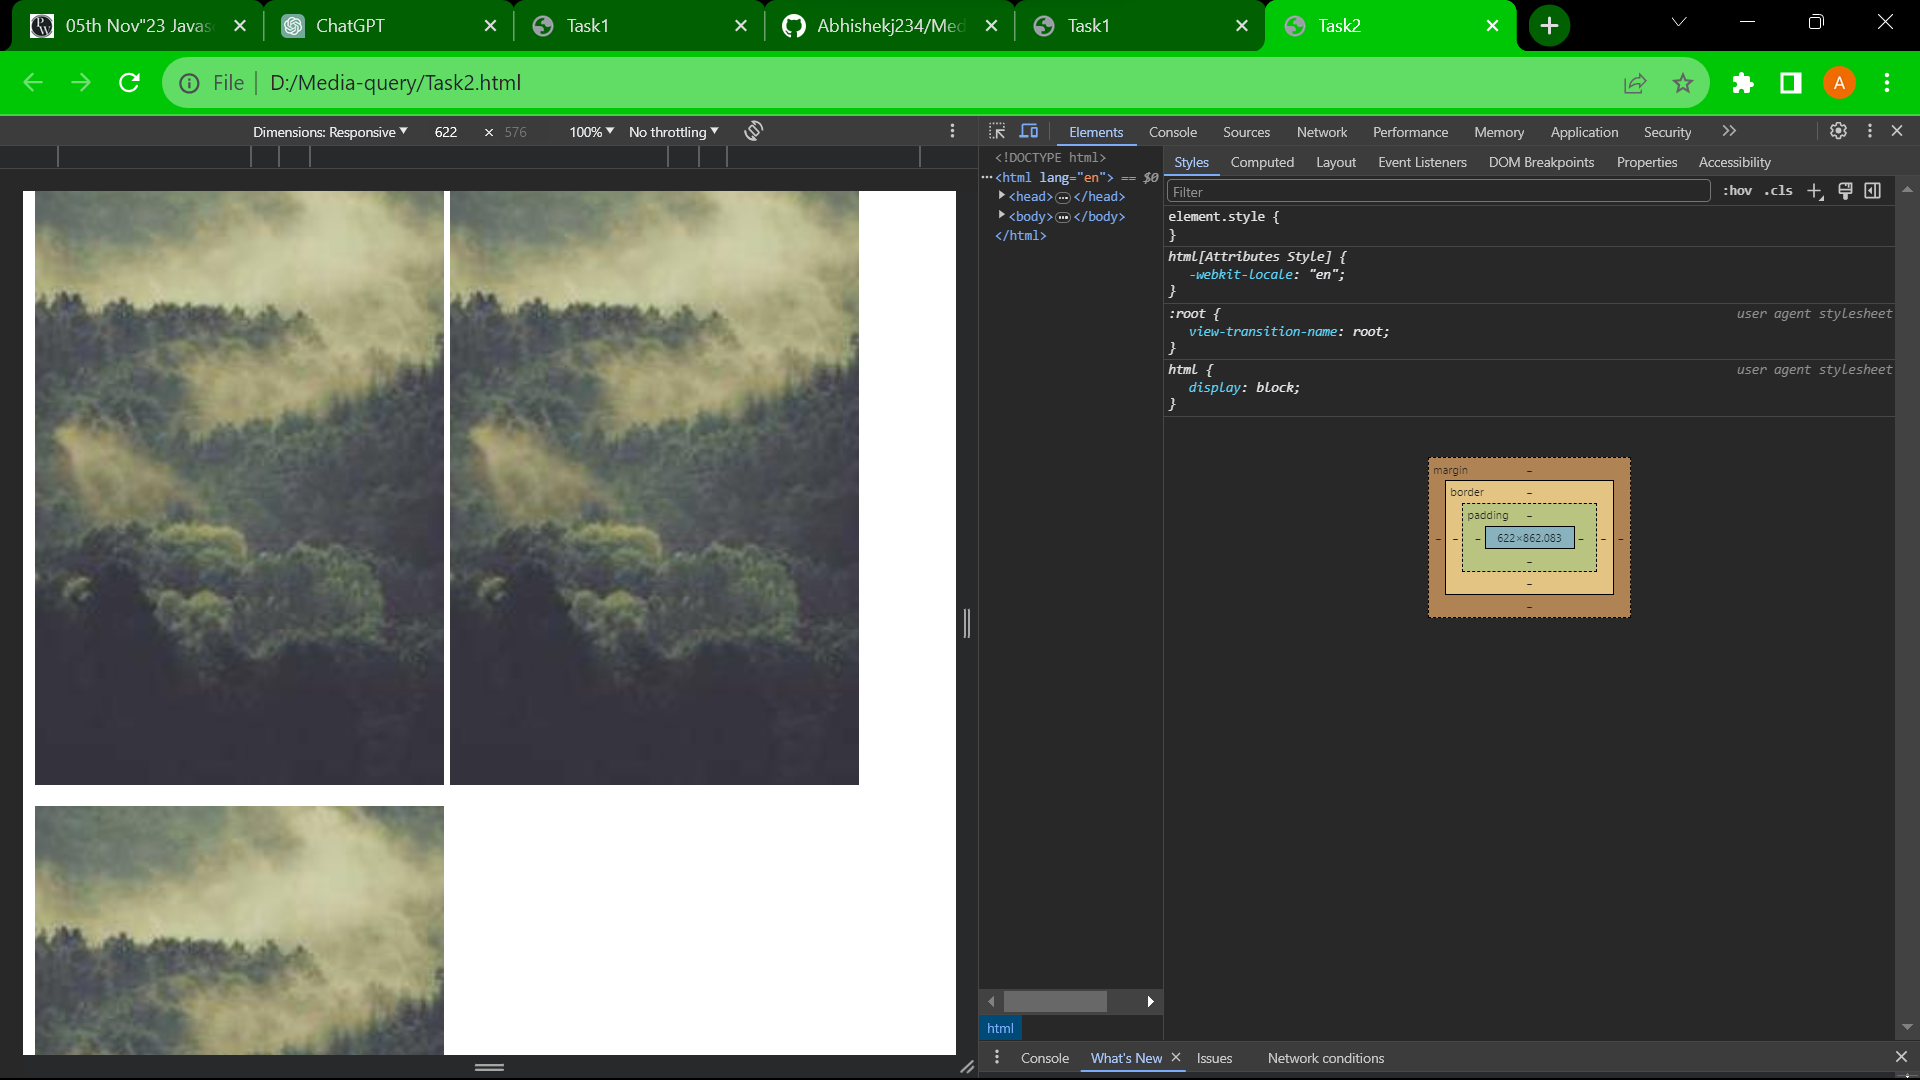 05th Nov"23 Javas
ChatGPT
Task1
Abhishekj234/Med
Task1
Task2
File
D:/Media-query/Task2.html
A
Dimensions: Responsive
622
×
576
100%
No throttling
Elements
Console
Sources
Network
Performance
Memory
Application
Security
<!DOCTYPE html>
<html lang="en"> == $0
<head>…</head>
<body>…</body>
</html>
Styles
Computed
Layout
Event Listeners
DOM Breakpoints
Properties
Accessibility
Filter
:hov
.cls
element.style {
}
html[Attributes Style] {
-webkit-locale: "en";
}
:root {
user agent stylesheet
view-transition-name: root;
}
html {
user agent stylesheet
display: block;
}
margin
border
padding
622×862.083
html
Console
What's New
Issues
Network conditions